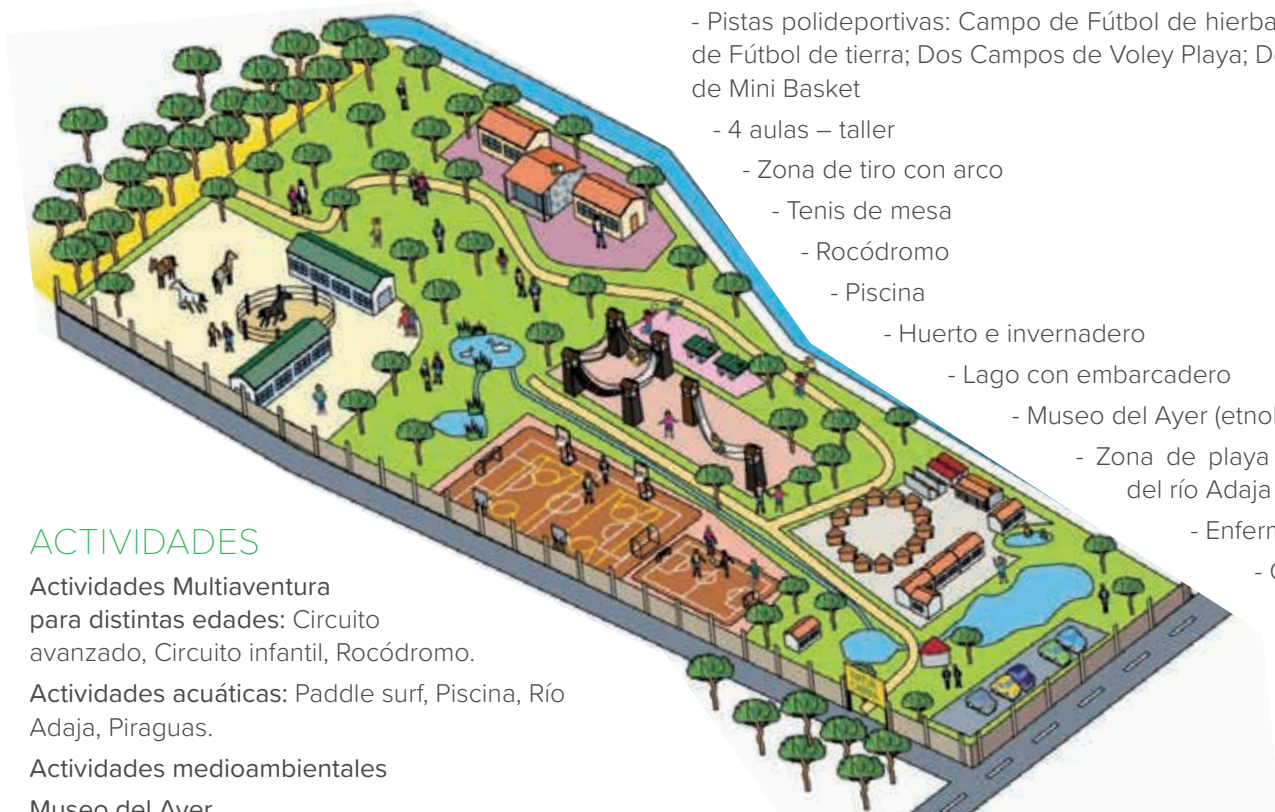 - Pistas polideportivas: Campo de Fútbol de hierba
de Fútbol de tierra; Dos Campos de Voley Playa;
de Mini Basket
- 4 aulas – taller
- Zona de tiro con arco
- Tenis de mesa
- Rocódromo
- Piscina
- Huerto e invernadero
- Lago con embarcadero
- Museo del Ayer
- Zona de playa
del río Adaja
ACTIVIDADES
Actividades Multiaventura
para distintas edades: Circuito
avanzado, Circuito infantil, Rocódromo.
Actividades acuáticas: Paddle surf, Piscina, Río
Adaja, Piraguas.
Actividades medioambientales
Museo del Ayer